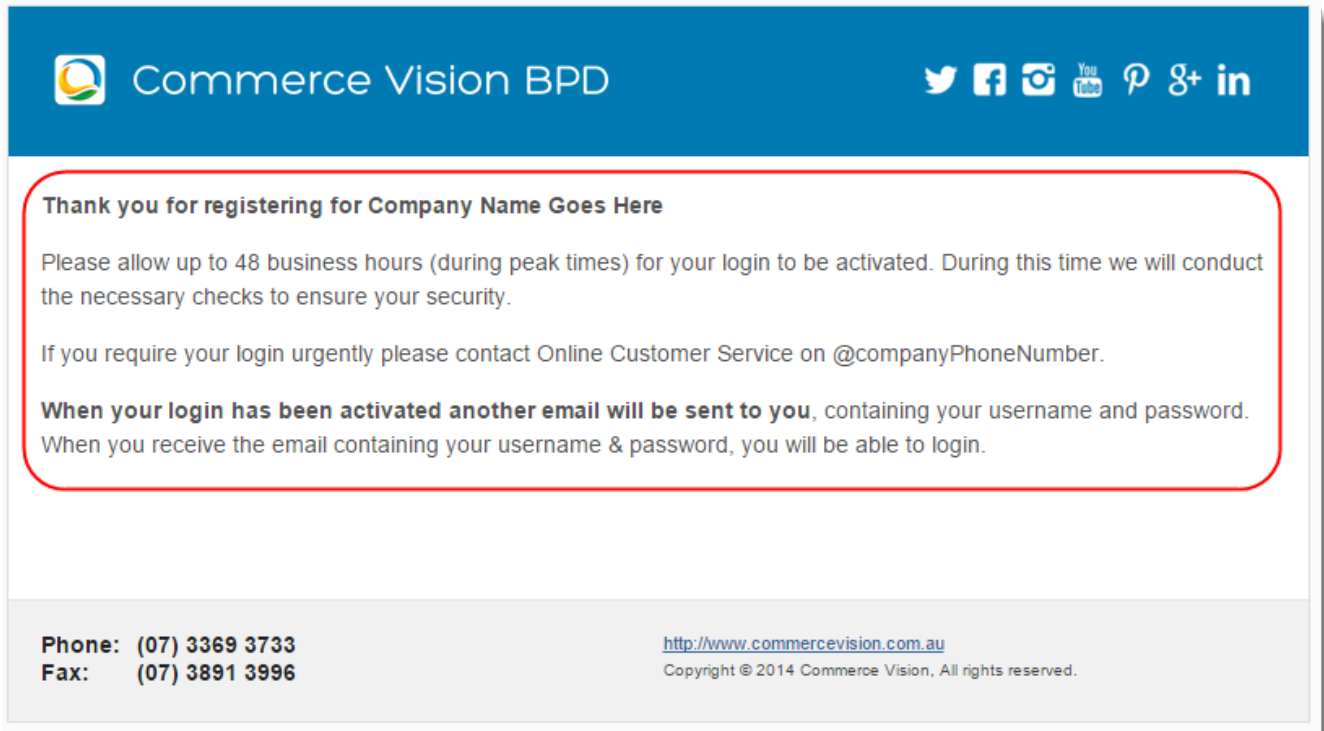 Commerce Vision BPD
You
Tube
g+
in
Thank you for registering for Company Name Goes Here
Please allow up to 48 business hours (during peak times) for your login to be activated. During this time we will conduct
the necessary checks to ensure your security.
If you require your login urgently please contact Online Customer Service on @companyPhoneNumber.
When your login has been activated another email will be sent to you, containing your username and password.
When you receive the email containing your username & password, you will be able to login.
Phone: (07) 3369 3733
Fax: (07) 3891 3996
http://www.commercevision.com.au
Copyright © 2014 Commerce Vision, All rights reserved.